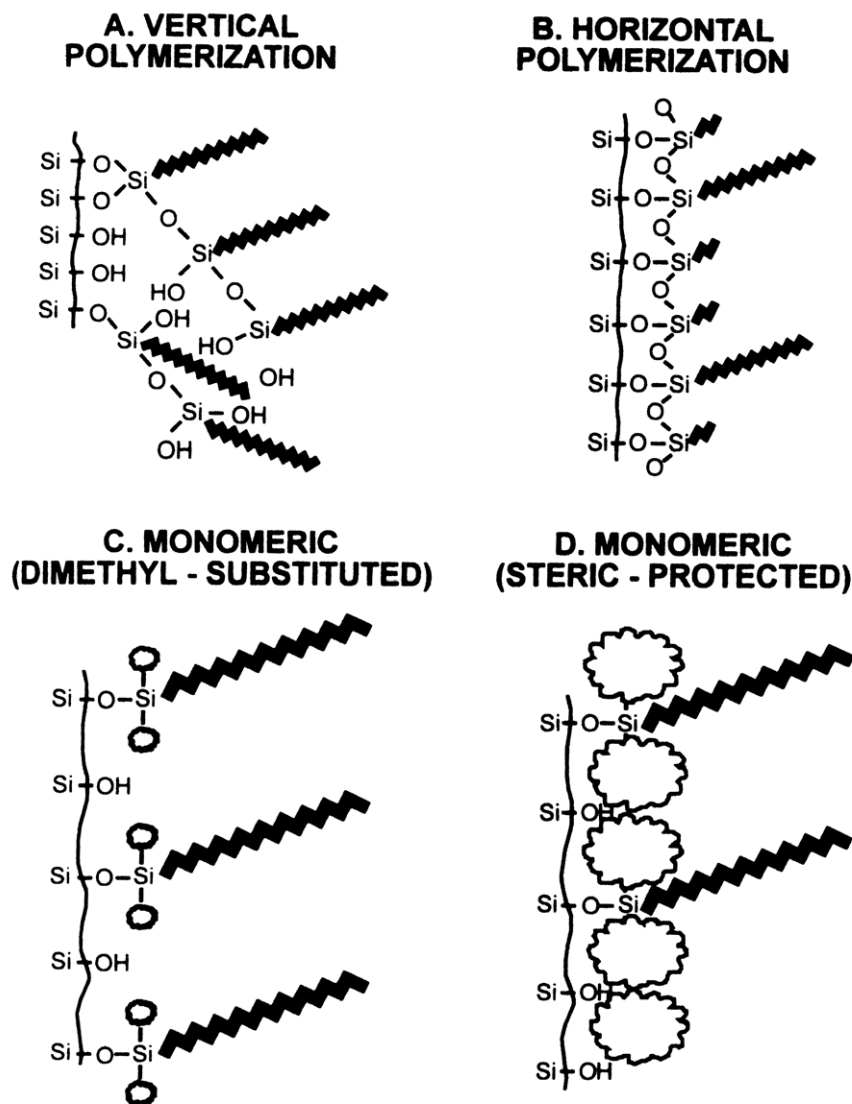 A. VERTICAL
POLYMERIZATION
Si O
Si
Si O
O
Si OH
Si
Si OH
HO
O
Si O
OH
Si
Si
HO
O
OH
Si
OH
OH
B. HORIZONTAL
POLYMERIZATION
O
Si O Si
O
Si O Si
O
Si O Si
O
Si O Si
O
Si O Si
O
Si O Si
O
C. MONOMERIC
(DIMETHYL - SUBSTITUTED)
Si O Si
Si OH
Si O Si
Si OH
Si O Si
D. MONOMERIC
(STERIC - PROTECTED)
Si O Si
Si OH
Si O Si
Si OH
Si OH